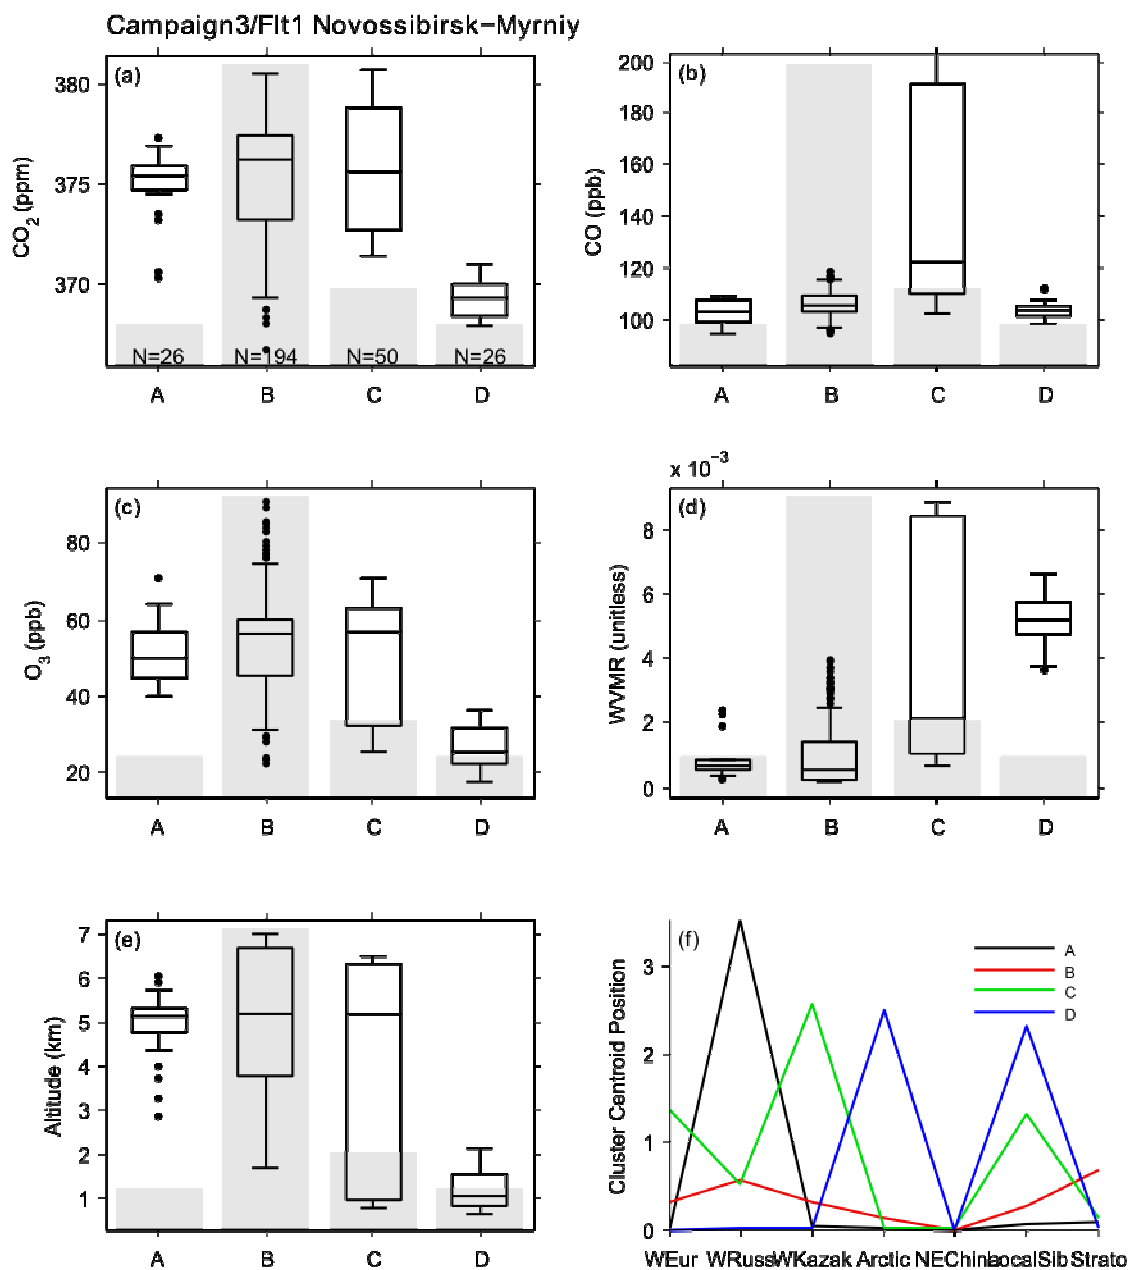 Campaign3/Flt1 Novossibirsk−Myrniy
(a)
380
375
370
CO2 (ppm)
N=26 N=194 N=50 N=26
A B C D
(b)
200
180
160
140
120
100
CO (ppb)
A B C D
(c)
80
60
40
20
O3 (ppb)
A B C D
x 10−3
(d)
8
6
4
2
0
WVMR (unitless)
A B C D
(e)
7
6
5
4
3
2
1
Altitude (km)
A B C D
(f)
3
2
1
0
Cluster Centroid Position
A
B
C
D
WEur WRuss WKazak Arctic NEChina LocalSib Strato